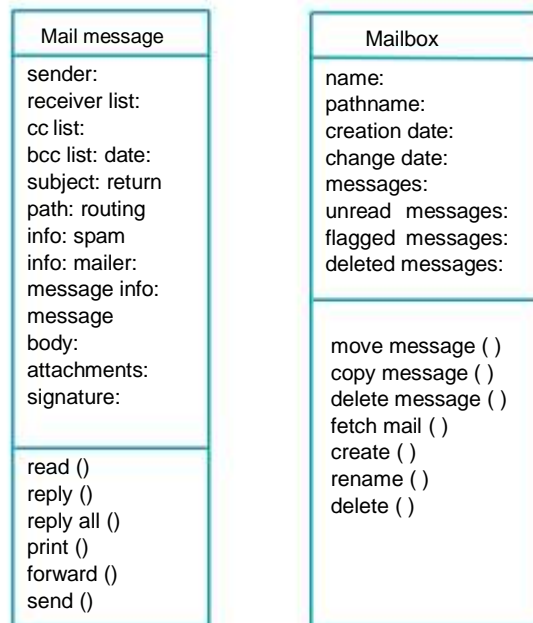 Mail message
sender:
receiver list:
cc list:
bcc list: date:
subject: return
path: routing
info: spam
info: mailer:
message info:
message
body:
attachments:
signature:
read ()
reply ()
reply all ()
print ()
forward ()
send ()
Mailbox
name:
pathname:
creation date:
change date:
messages:
unread messages:
flagged messages:
deleted messages:
move message ( )
copy message ( )
delete message ( )
fetch mail ( )
create ( )
rename ( )
delete ( )